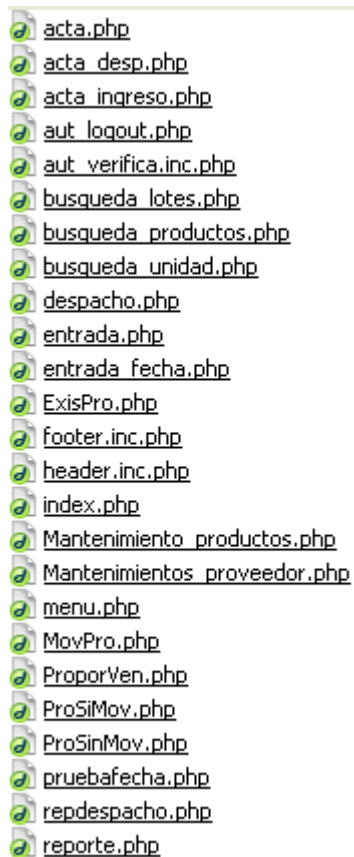 acta.php
acta_desp.php
acta_ingreso.php
aut_logout.php
aut_verifica.inc.php
busqueda_lotes.php
busqueda_productos.php
busqueda_unidad.php
despacho.php
entrada.php
entrada_fecha.php
ExisPro.php
footer.inc.php
header.inc.php
index.php
Mantenimiento_productos.php
Mantenimientos_proveedor.php
menu.php
MovPro.php
ProporVen.php
ProSiMov.php
ProSinMov.php
pruebafecha.php
repdespacho.php
reporte.php